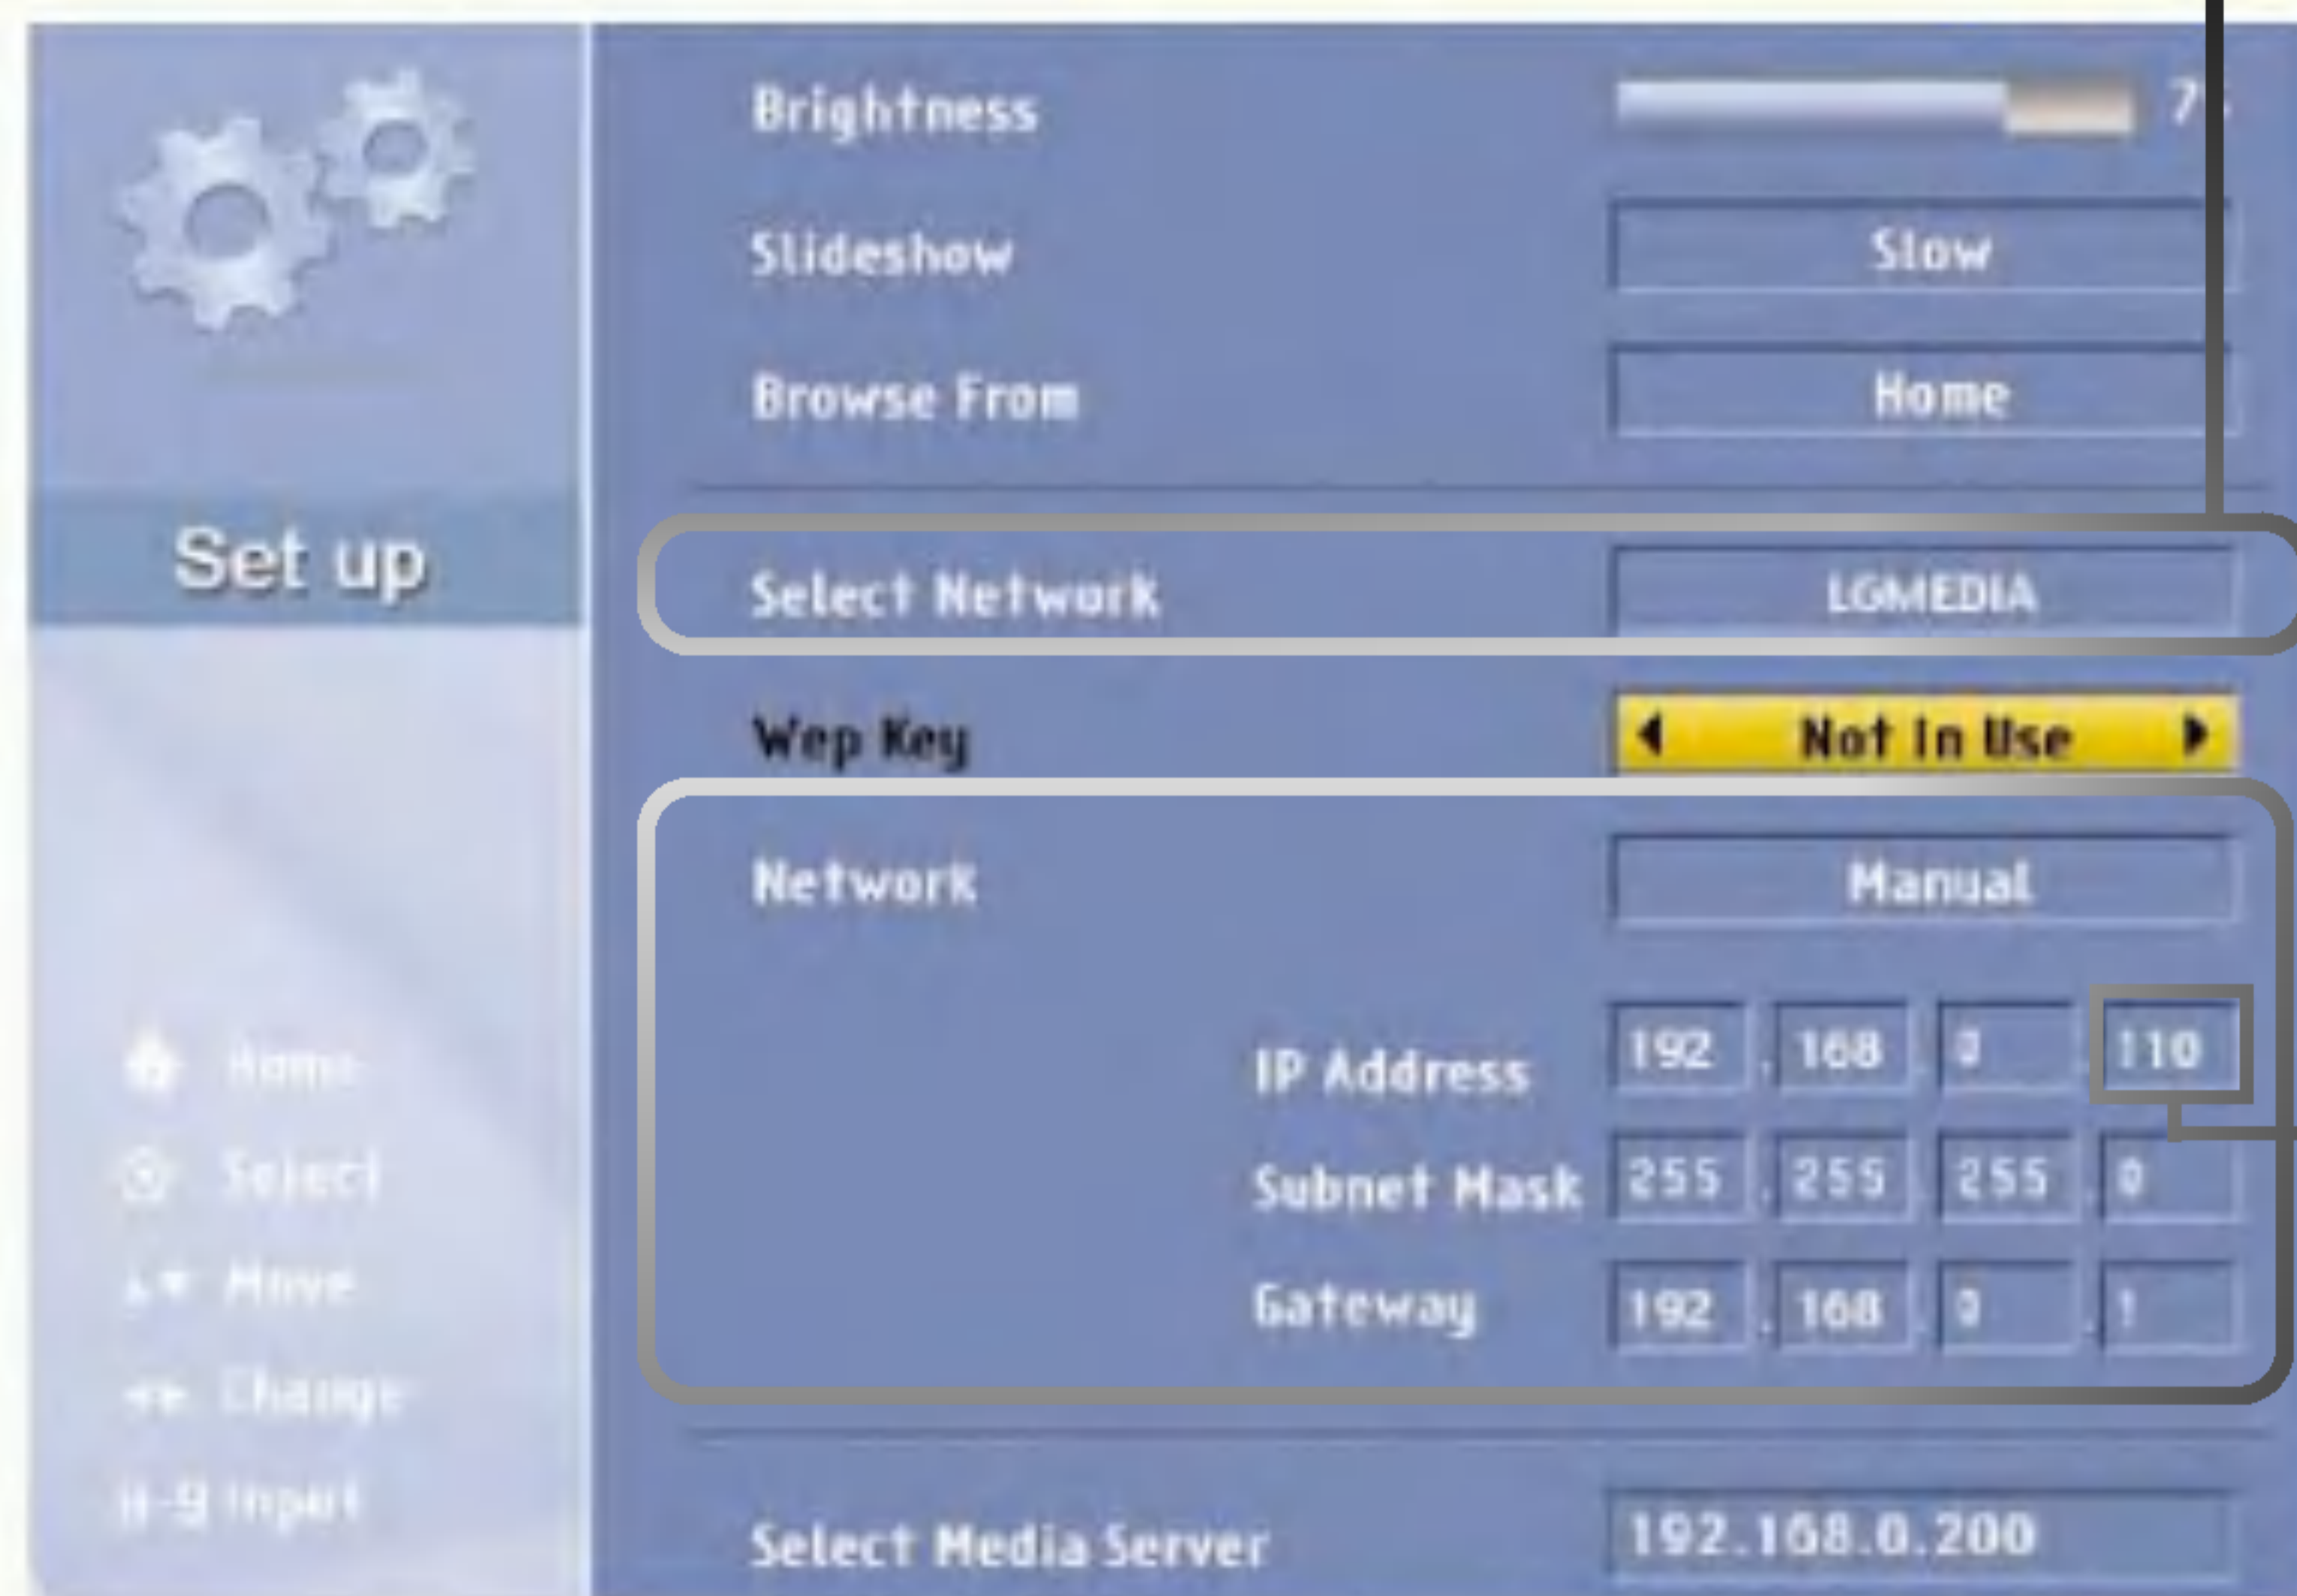 Set up
Home
Select
Move
Change
0-9 Input
Brightness
Slideshow Slow
Browse From Home
Select Network LGMEDIA
Wep Key Not In Use
Network Manual
IP Address 192 . 168 . 0 . 110
Subnet Mask 255 . 255 . 255 . 0
Gateway 192 . 168 . 0 . 1
Select Media Server 192.168.0.200